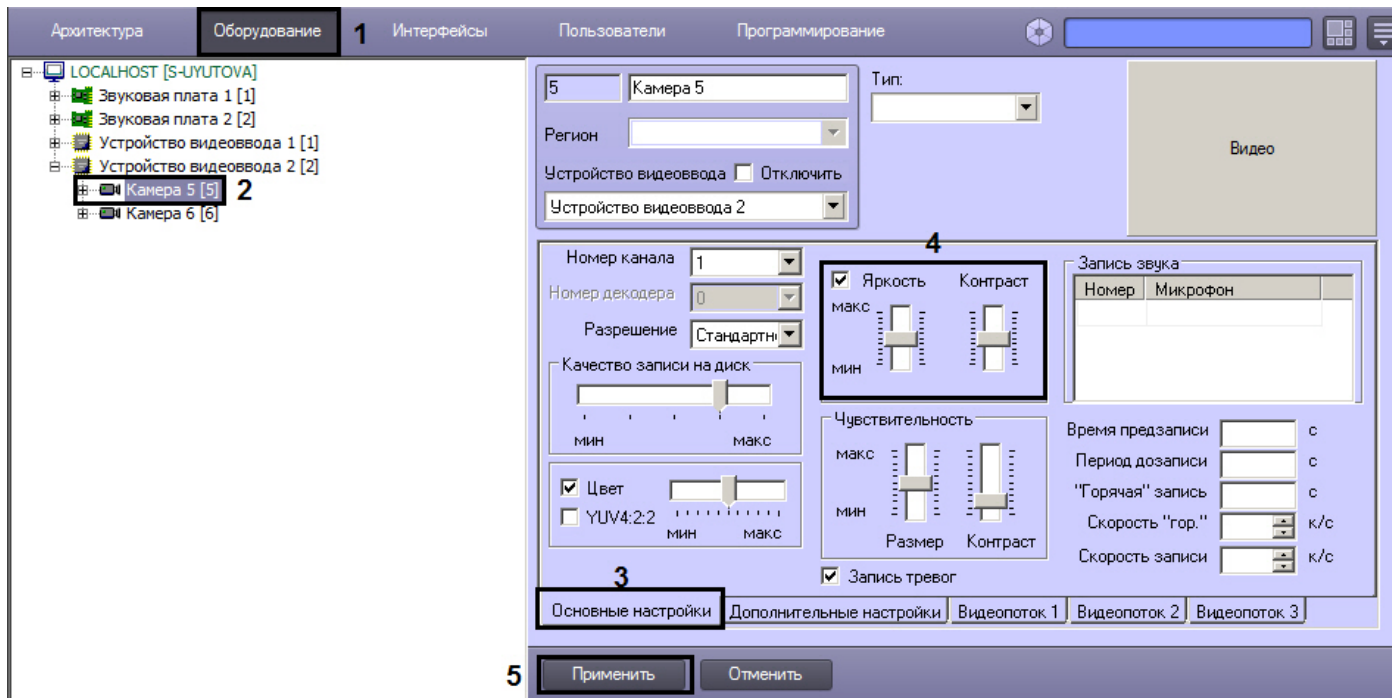 Архитектура Оборудование 1 Интерфейсы Пользователи Программирование
LOCALHOST [S-UYUTOVA]
Звуковая плата 1 [1]
Звуковая плата 2 [2]
Устройство видеоввода 1 [1]
Устройство видеоввода 2 [2]
Камера 5 [5] 2
Камера 6 [6]
5 Камера 5
Тип:
Регион
Устройство видеоввода Отключить
Устройство видеоввода 2
Видео
Номер канала 1
Номер декодера 0
Разрешение Стандартн
Качество записи на диск
мин макс
Цвет
YUV4:2:2
мин макс
4
Яркость Контраст
макс
мин
Чувствительность
макс
мин
Размер Контраст
Запись тревог
Запись звука
Номер Микрофон
Время предзаписи с
Период дозаписи с
"Горячая" запись с
Скорость "гор." к/с
Скорость записи к/с
3
Основные настройки Дополнительные настройки Видеопоток 1 Видеопоток 2 Видеопоток 3
5 Применить Отменить